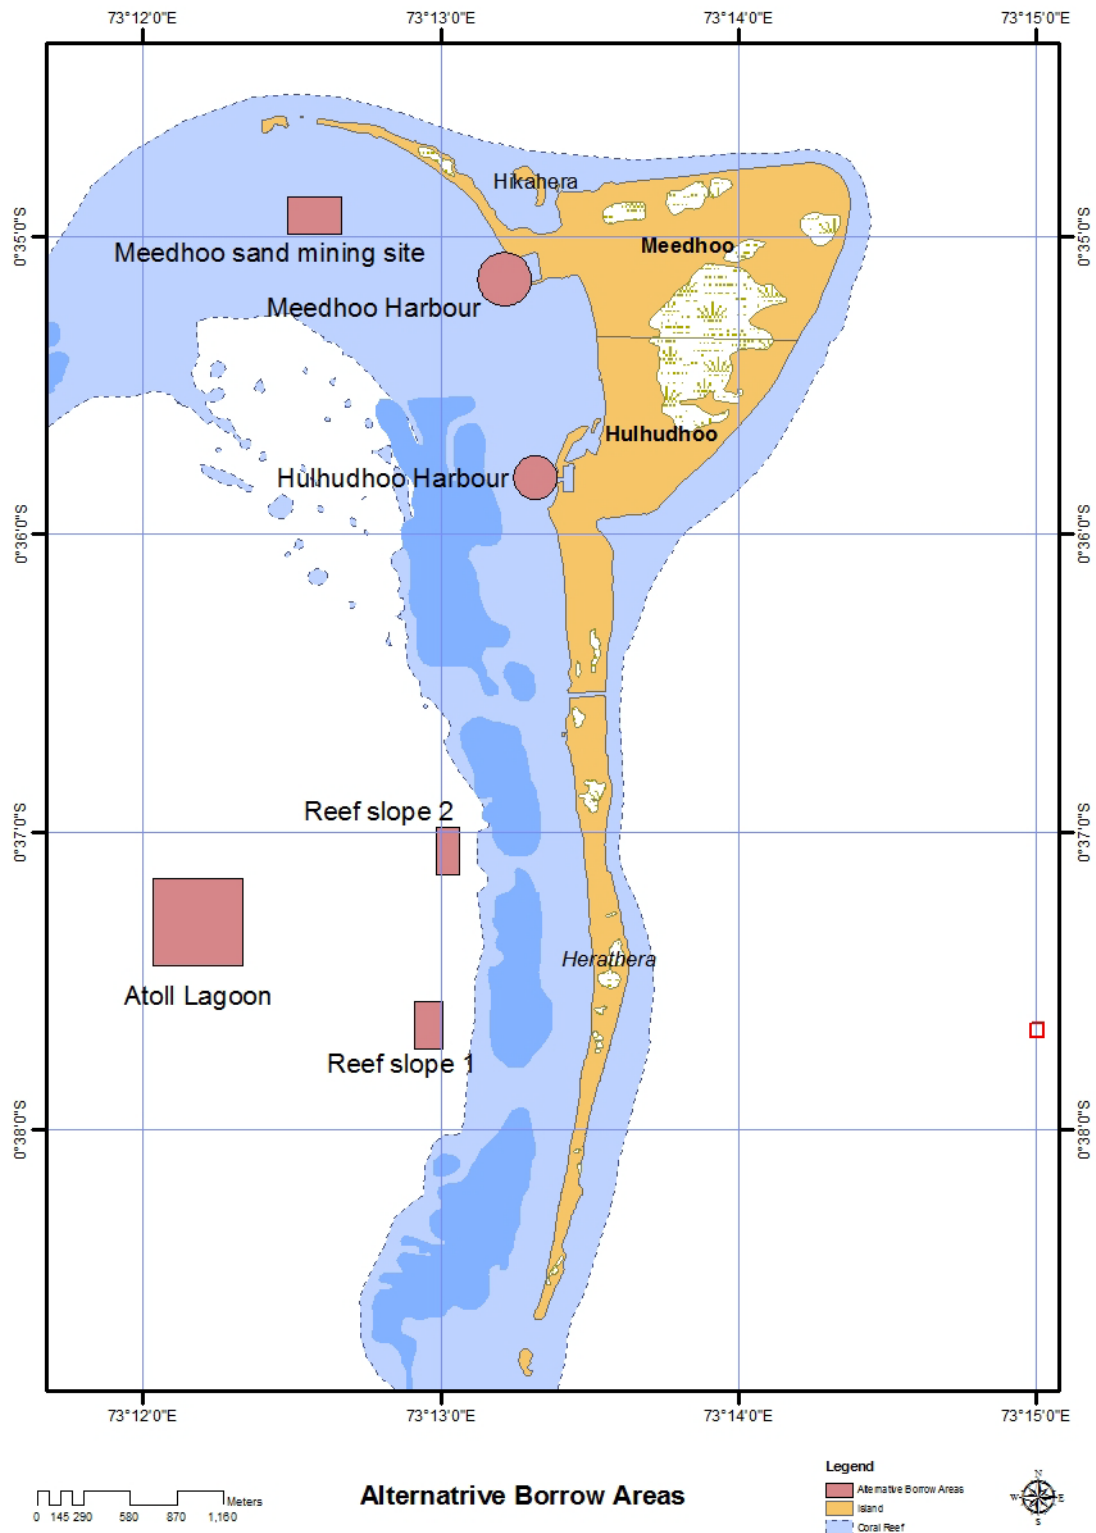 73°12'0"E 73°13'0"E 73°14'0"E 73°15'0"E
Hikahera
0°35'0"S 0°35'0"S
Meedhoo
Meedhoo sand mining site
Meedhoo Harbour
Hulhudhoo
Hulhudhoo Harbour
0°36'0"S 0°36'0"S
Reef slope 2
0°37'0"S 0°37'0"S
Herathera
Atoll Lagoon
Reef slope 1
0°38'0"S 0°38'0"S
73°12'0"E 73°13'0"E 73°14'0"E 73°15'0"E
Legend
Alternative Borrow Areas
Island
Coral Reef
Alternatrive Borrow Areas
Meters
0 145 290 580 870 1,160
N
W E
S